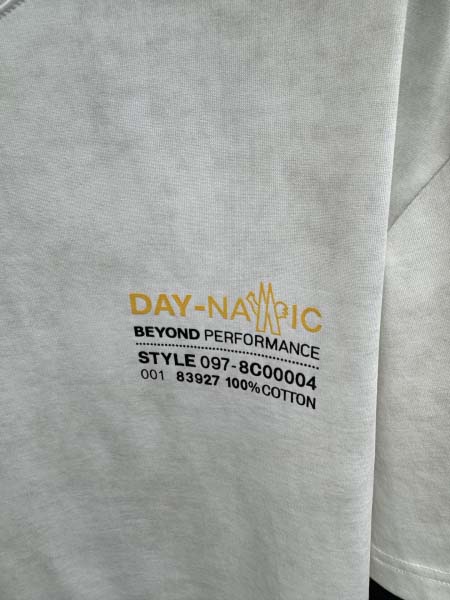 DAY-NAMIC
BEYOND PERFORMANCE
STYLE 097-8C00004
001 83927 100% COTTON